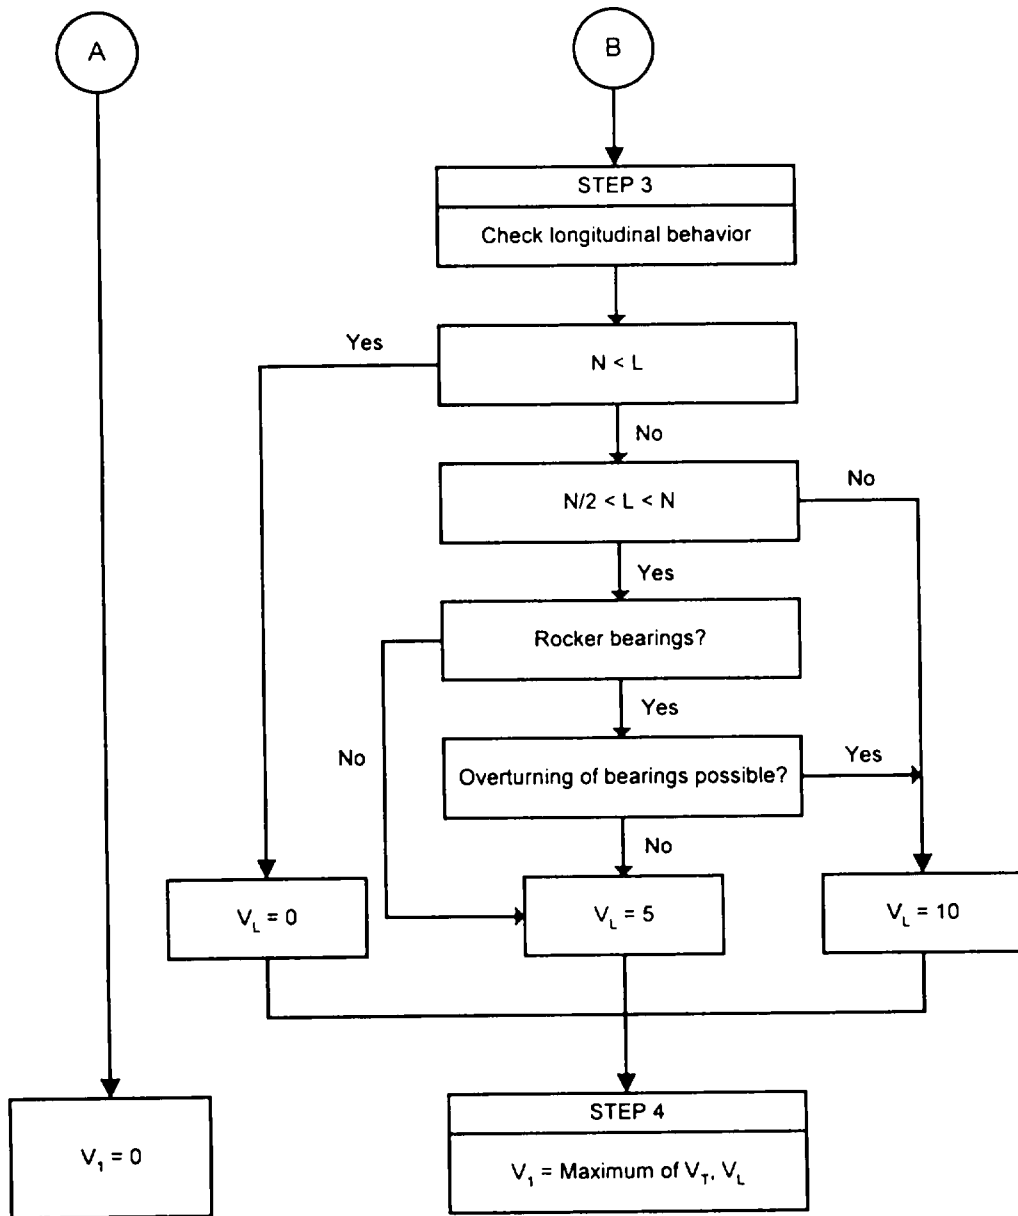 A
B
STEP 3
Check longitudinal behavior
Yes
N < L
No
N/2 < L < N
No
Yes
Rocker bearings?
Yes
No
Overturning of bearings possible?
Yes
No
V_L = 0
V_L = 5
V_L = 10
STEP 4
V_1 = 0
V_1 = Maximum of V_T, V_L